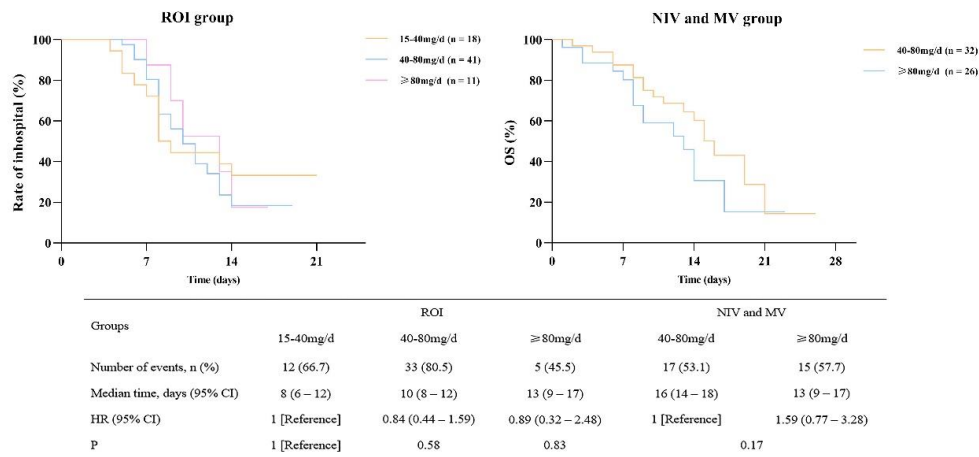 ROI group
15-40mg/d (n = 18)
40-80mg/d (n = 41)
≥80mg/d (n = 11)
Rate of inhospital (%)
100
80
60
40
20
0
0 7 14 21
Time (days)
NIV and MV group
40-80mg/d (n = 32)
≥80mg/d (n = 26)
OS (%)
100
80
60
40
20
0
0 7 14 21 28
Time (days)
Groups ROI NIV and MV
15-40mg/d 40-80mg/d ≥80mg/d 40-80mg/d ≥80mg/d
Number of events, n (%) 12 (66.7) 33 (80.5) 5 (45.5) 17 (53.1) 15 (57.7)
Median time, days (95% CI) 8 (6 – 12) 10 (8 – 12) 13 (9 – 17) 16 (14 – 18) 13 (9 – 17)
HR (95% CI) 1 [Reference] 0.84 (0.44 – 1.59) 0.89 (0.32 – 2.48) 1 [Reference] 1.59 (0.77 – 3.28)
P 1 [Reference] 0.58 0.83 0.17